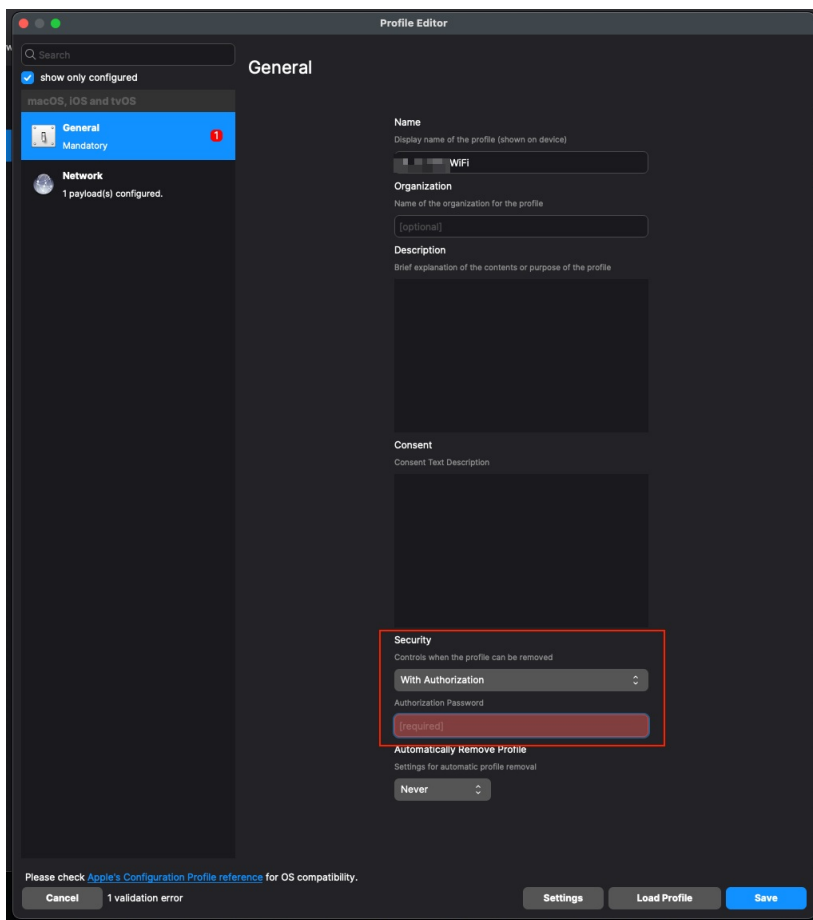 Profile Editor
Search
show only configured
macOS, iOS and tvOS
General
Mandatory
1
Network
1 payload(s) configured.
General
Name
Display name of the profile (shown on device)
WiFi
Organization
Name of the organization for the profile
[optional]
Description
Brief explanation of the contents or purpose of the profile
Consent
Consent Text Description
Security
Controls when the profile can be removed
With Authorization
Authorization Password
[required]
Automatically Remove Profile
Settings for automatic profile removal
Never
Please check Apple's Configuration Profile reference for OS compatibility.
Cancel 1 validation error Settings Load Profile Save